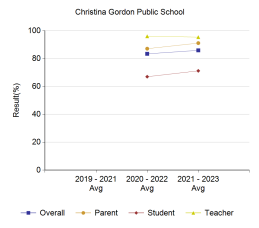 Christina Gordon Public School
Result(%)
100
80
60
40
20
0
2019 - 2021
Avg
2020 - 2022
Avg
2021 - 2023
Avg
Overall
Parent
Student
Teacher